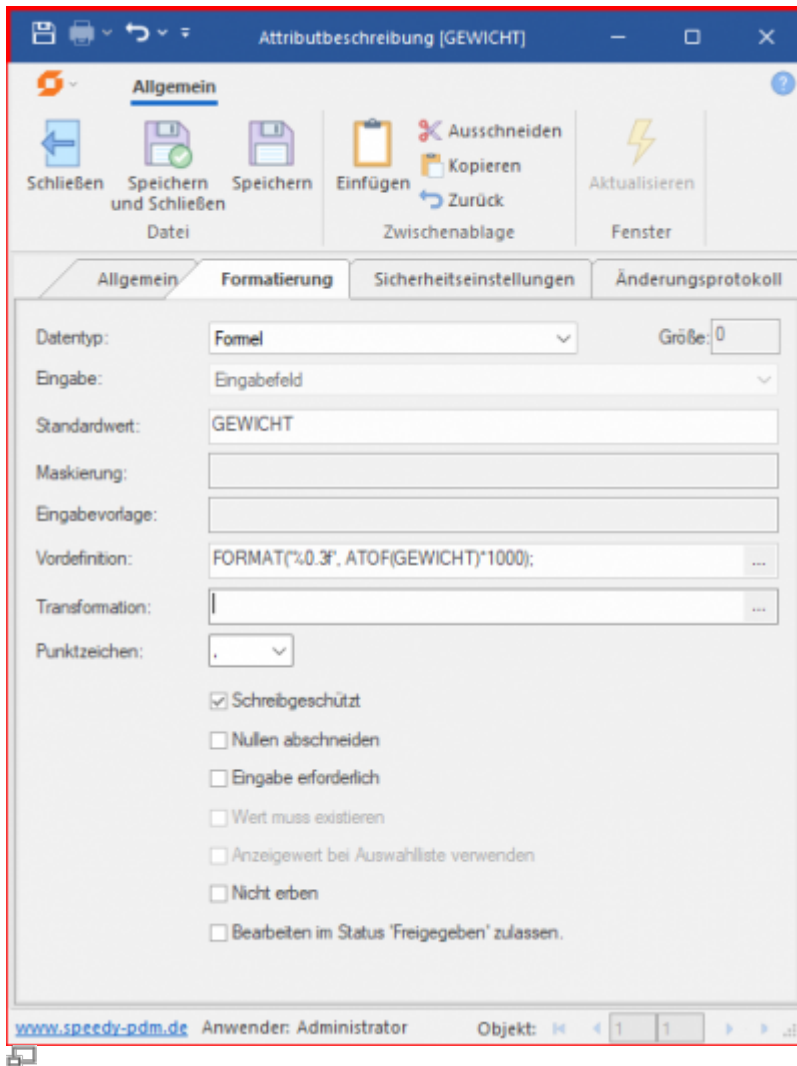 Attributbeschreibung [GEWICHT]
Allgemein
Schließen
Speichern und Schließen
Speichern
Datei
Einfügen
Ausschneiden
Kopieren
Zurück
Zwischenablage
Aktualisieren
Fenster
Allgemein Formatierung Sicherheitseinstellungen Änderungsprotokoll
Datentyp: Formel Größe: 0
Eingabe: Eingabefeld
Standardwert: GEWICHT
Maskierung:
Eingabevorlage:
Vordefinition: FORMAT("%0.3f", ATOF(GEWICHT)*1000); ...
Transformation: ...
Punktzeichen: .
Schreibgeschützt
Nullen abschneiden
Eingabe erforderlich
Wert muss existieren
Anzeigewert bei Auswahlliste verwenden
Nicht erben
Bearbeiten im Status 'Freigegeben' zulassen.
www.speedy-pdm.de Anwender: Administrator Objekt: 1 1